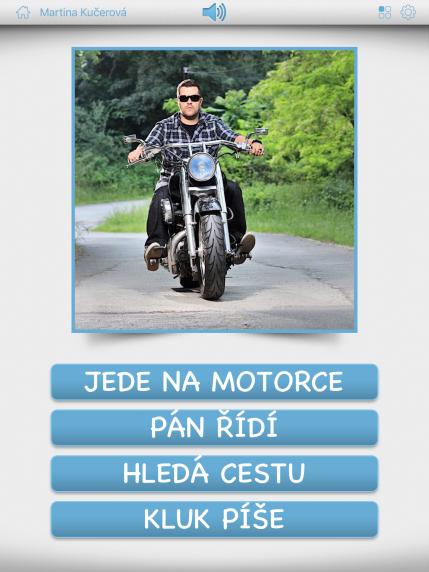 Martina Kučerová
JEDE NA MOTORCE
PÁN ŘÍDÍ
HLEDÁ CESTU
KLUK PÍŠE